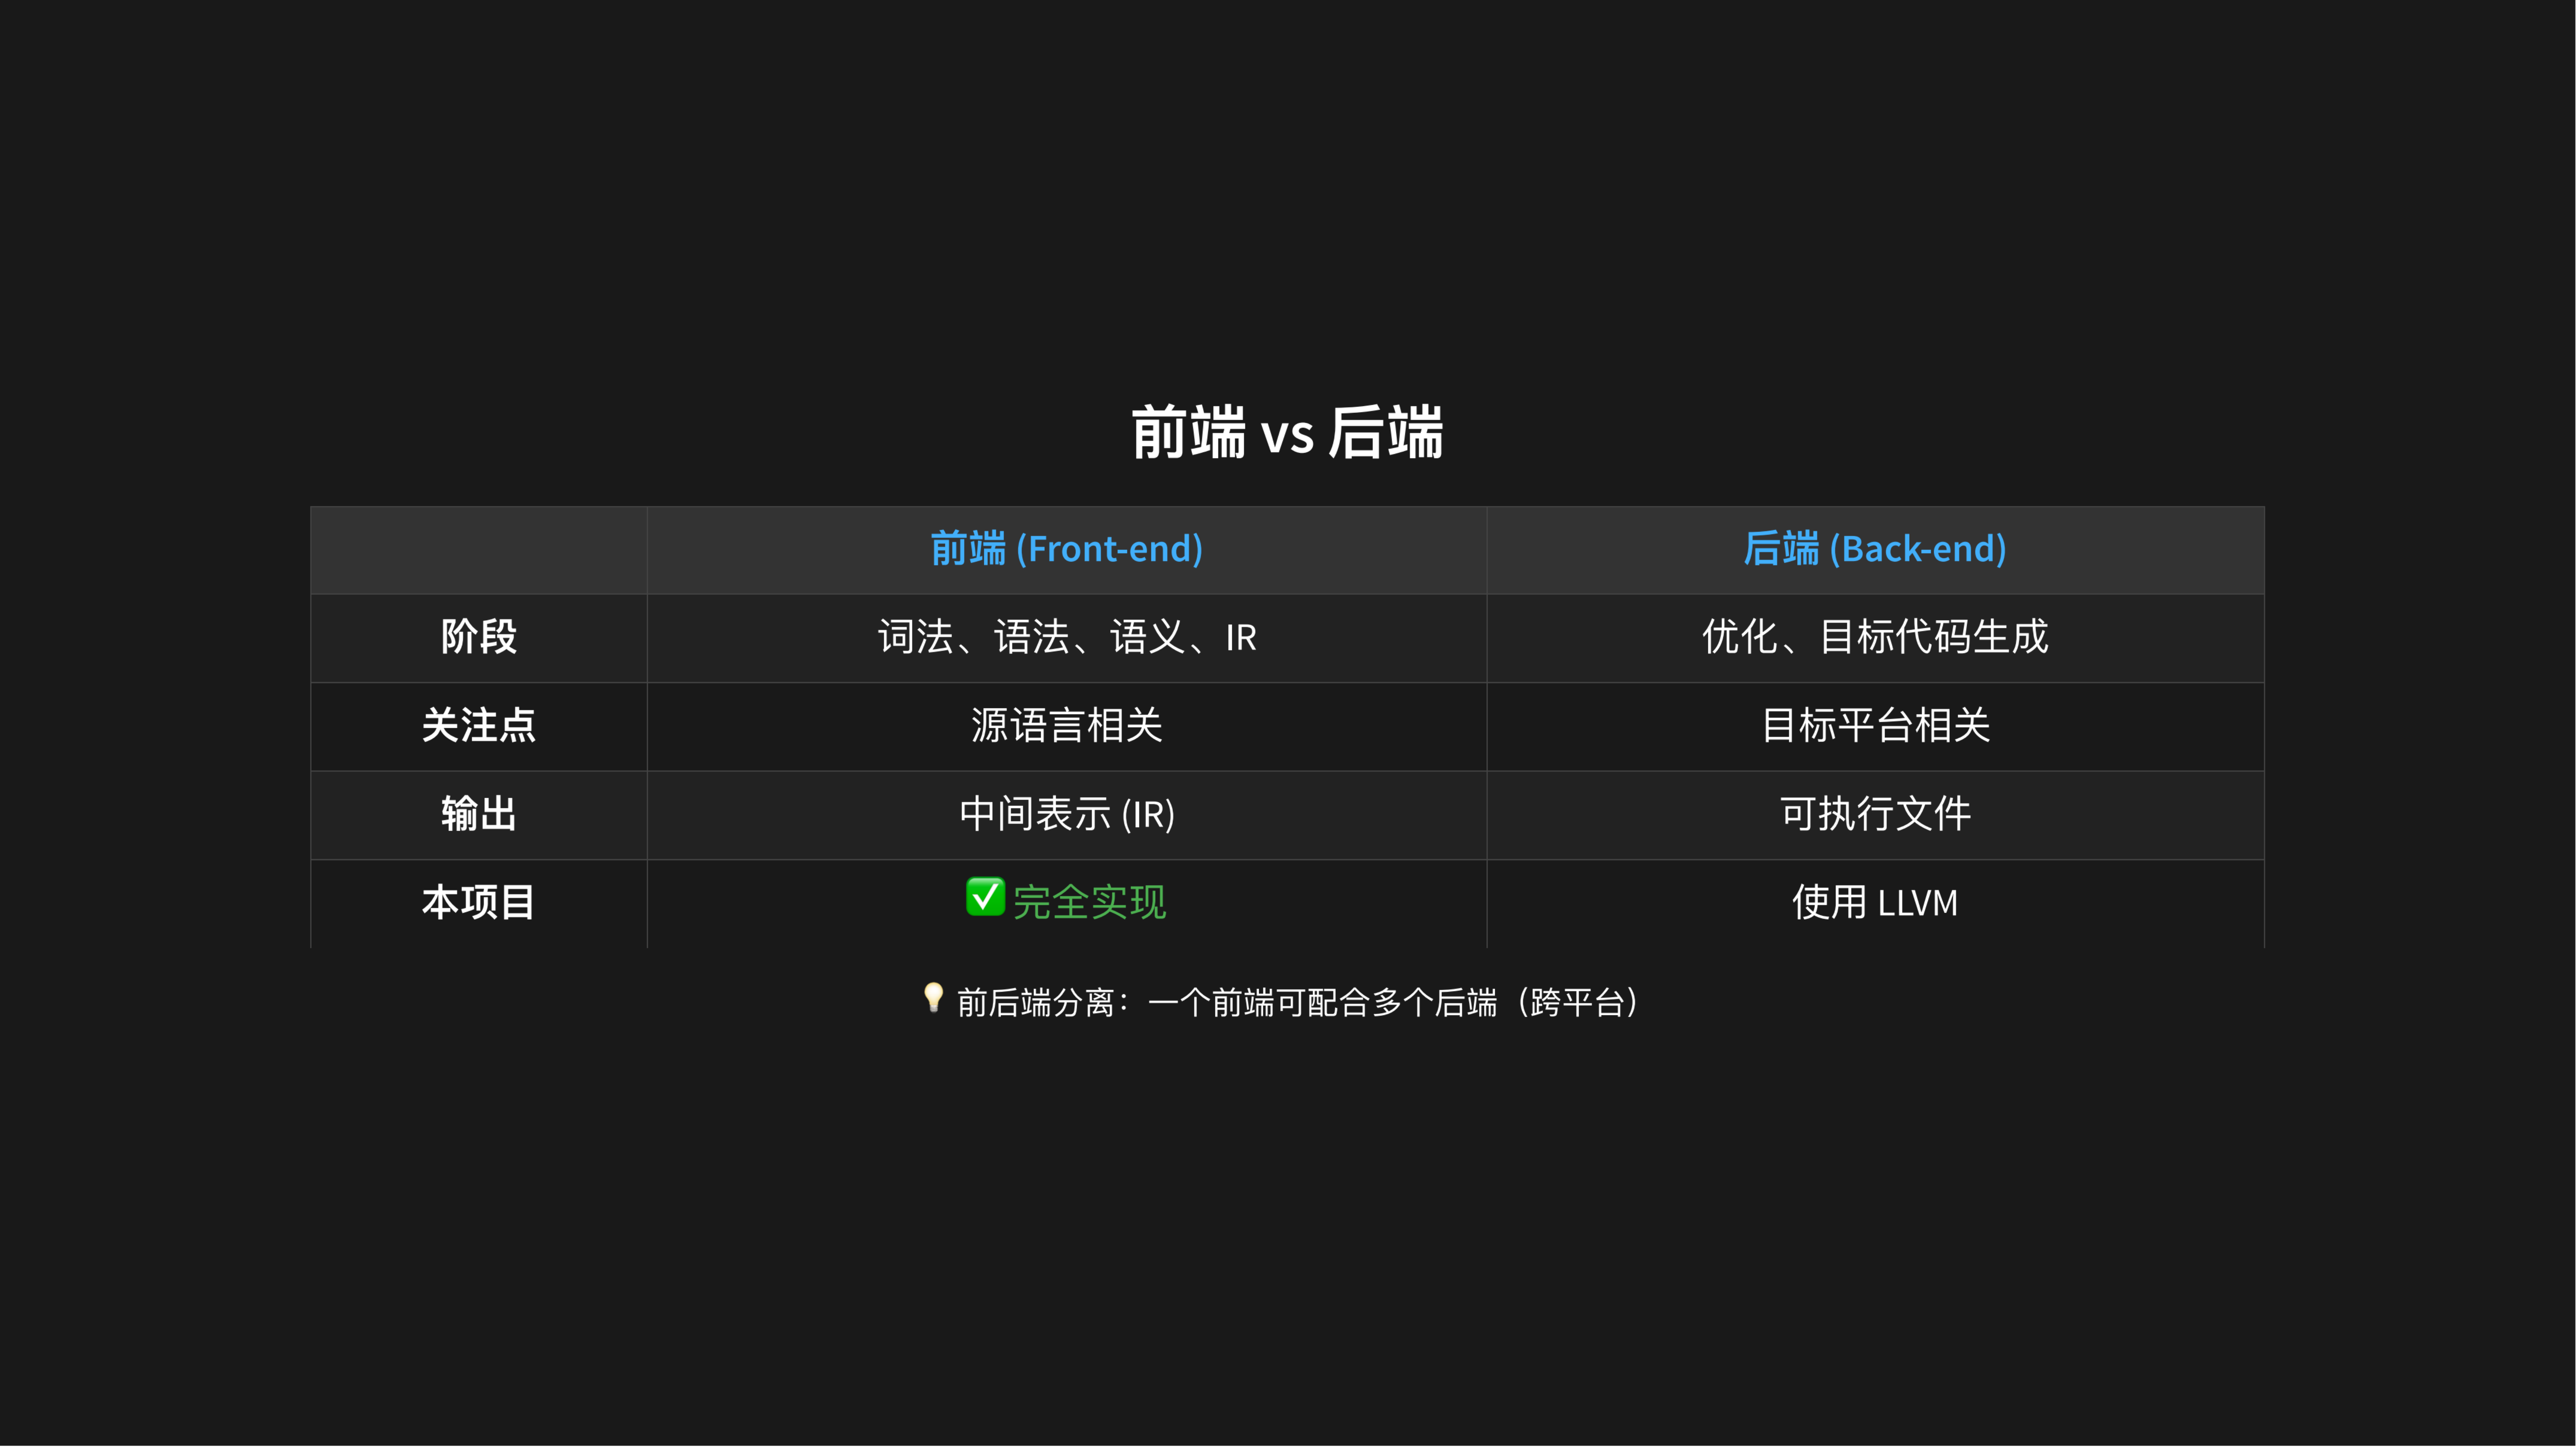 前端 vs 后端
前端 (Front-end) 后端 (Back-end)
阶段 词法、语法、语义、IR 优化、目标代码生成
关注点 源语言相关 目标平台相关
输出 中间表示 (IR) 可执行文件
本项目 ✅ 完全实现 使用 LLVM
💡 前后端分离：一个前端可配合多个后端（跨平台）